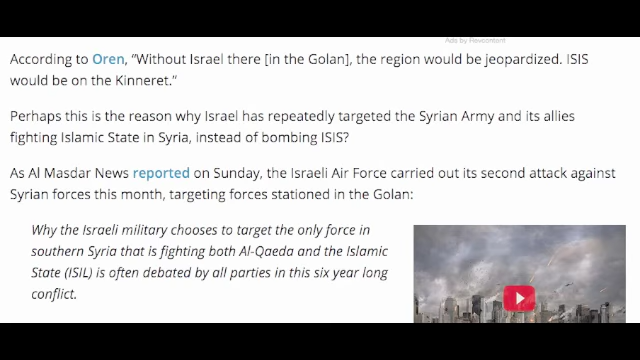 Ads by Revcontent
According to Oren, “Without Israel there [in the Golan], the region would be jeopardized. ISIS
would be on the Kinneret.”
Perhaps this is the reason why Israel has repeatedly targeted the Syrian Army and its allies
fighting Islamic State in Syria, instead of bombing ISIS?
As Al Masdar News reported on Sunday, the Israeli Air Force carried out its second attack against
Syrian forces this month, targeting forces stationed in the Golan:
Why the Israeli military chooses to target the only force in
southern Syria that is fighting both Al-Qaeda and the Islamic
State (ISIL) is often debated by all parties in this six year long
conflict.